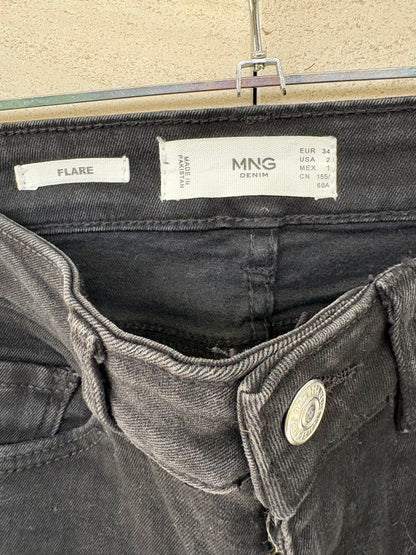 FLARE
MADE IN
PAKISTAN
MNG
DENIM
EUR 34
USA 2
MEX 1
CN 155/
60A